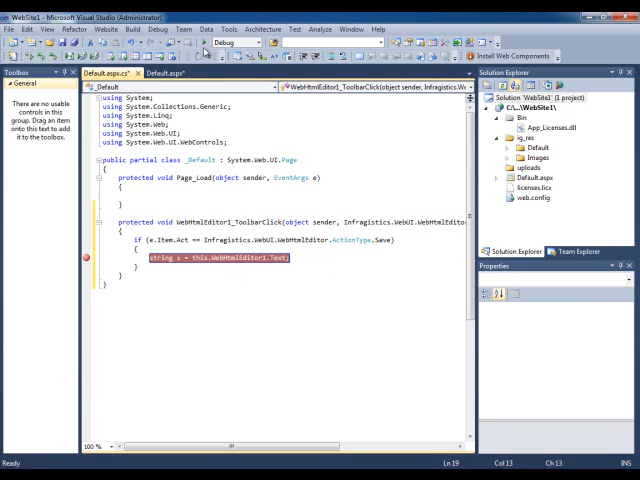 WebSite1 - Microsoft Visual Studio (Administrator)
File Edit View Refactor Website Build Debug Team Data Tools Architecture Test Analyze Window Help
Debug
Install Web Components
Toolbox
General
There are no usable
controls in this
group. Drag an item
onto this text to add
it to the toolbox.
Default.aspx.cs*
Default.aspx*
_Default
WebHtmlEditor1_ToolbarClick(object sender, Infragistics.We
using System;
using System.Collections.Generic;
using System.Linq;
using System.Web;
using System.Web.UI;
using System.Web.UI.WebControls;
public partial class _Default : System.Web.UI.Page
{
protected void Page_Load(object sender, EventArgs e)
{
}
protected void WebHtmlEditor1_ToolbarClick(object sender, Infragistics.WebUI.WebHtmlEditor
{
if (e.Item.Act == Infragistics.WebUI.WebHtmlEditor.ActionType.Save)
{
string s = this.WebHtmlEditor1.Text;
}
}
}
100 %
Solution Explorer
Solution 'WebSite1' (1 project)
C:\...\WebSite1\
Bin
App_Licenses.dll
ig_res
Default
Images
uploads
Default.aspx
licenses.licx
web.config
Solution Explorer
Team Explorer
Properties
Ready
Ln 19
Col 13
Ch 13
INS